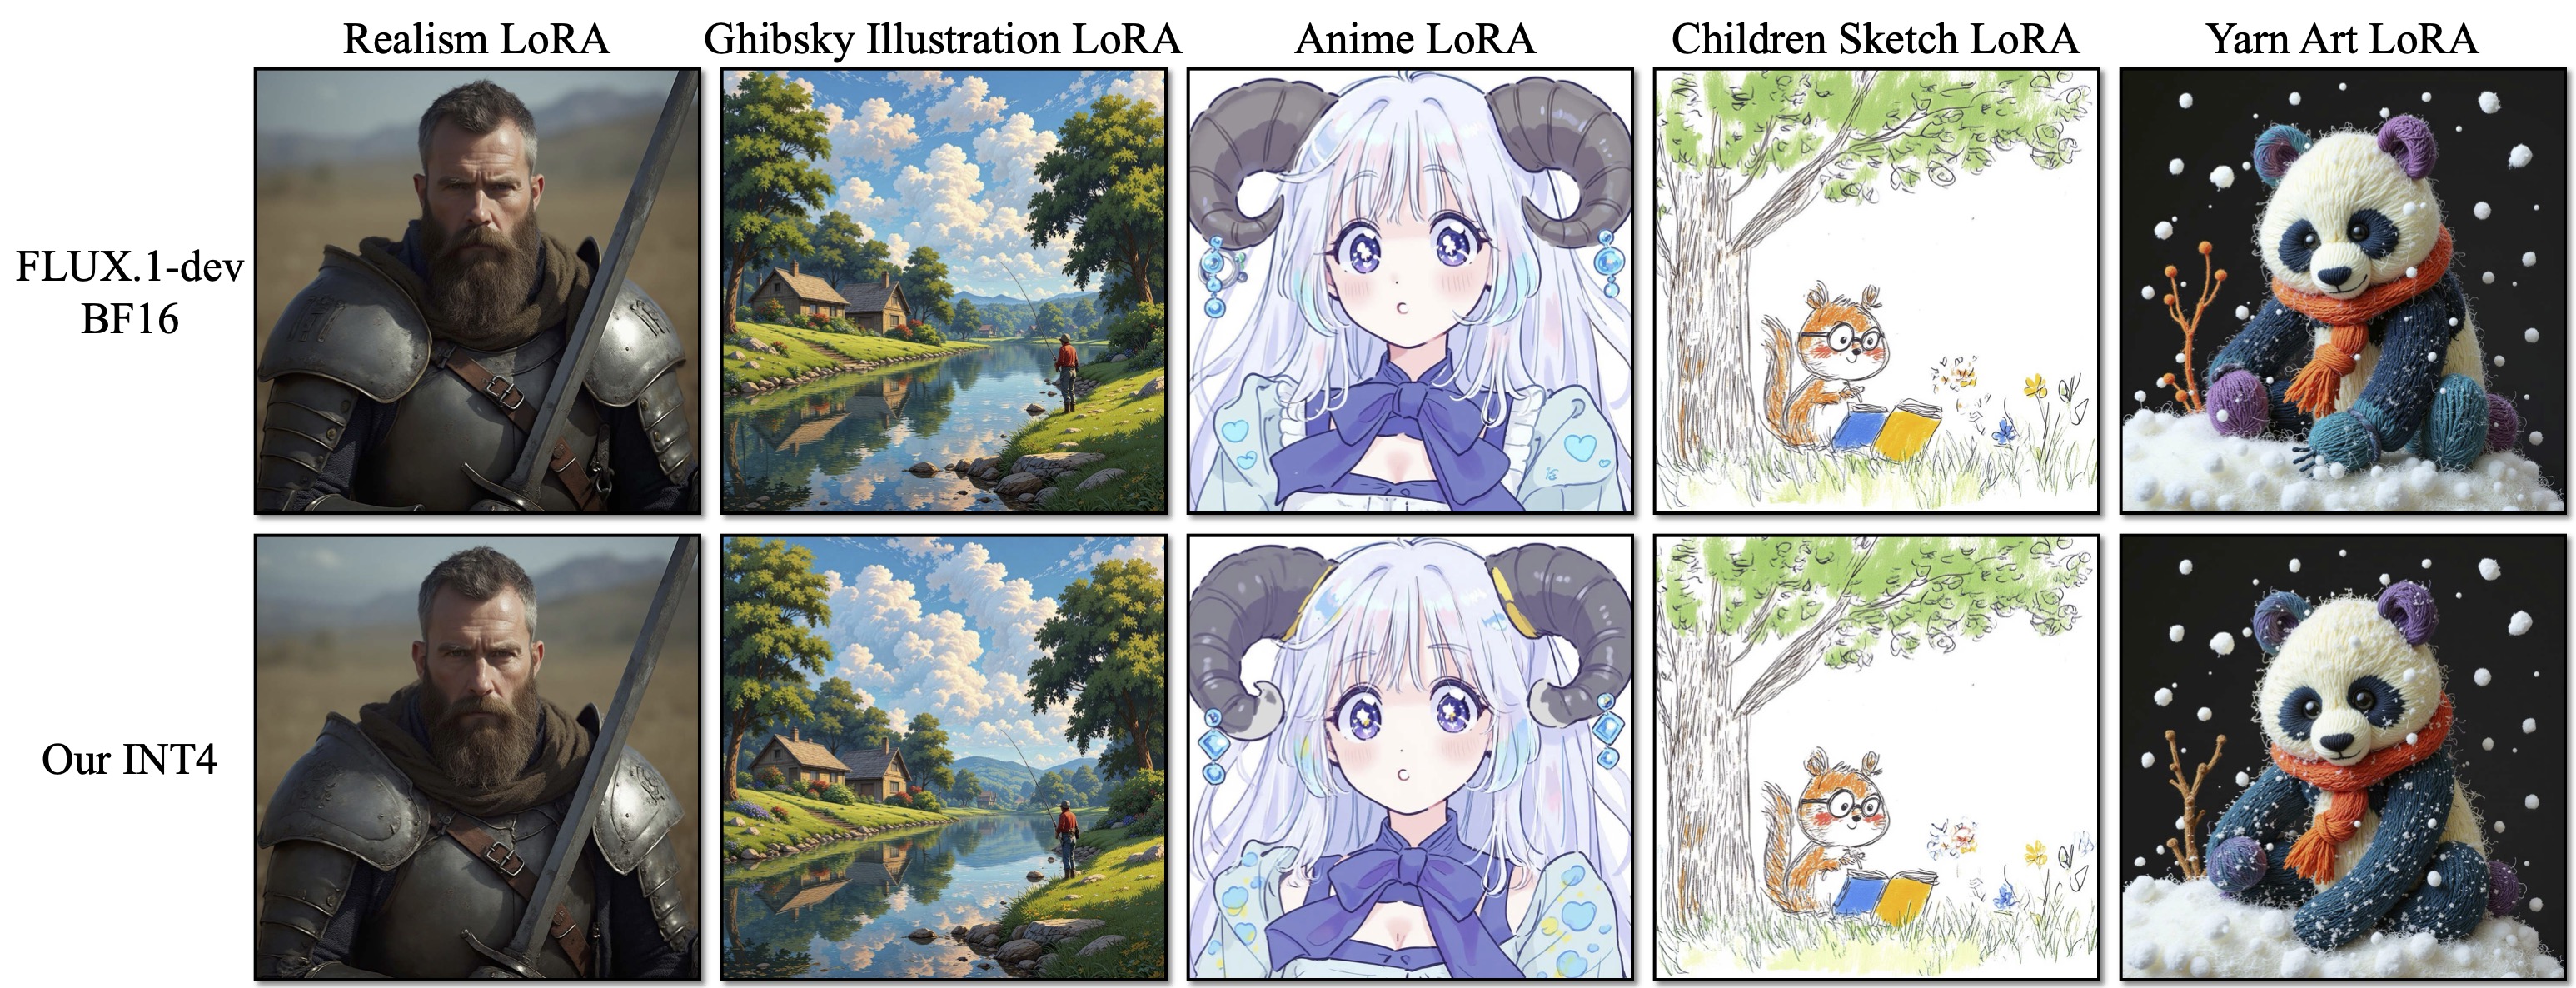 Realism LoRA
Ghibsky Illustration LoRA
Anime LoRA
Children Sketch LoRA
Yarn Art LoRA
FLUX.1-dev
BF16
Our INT4